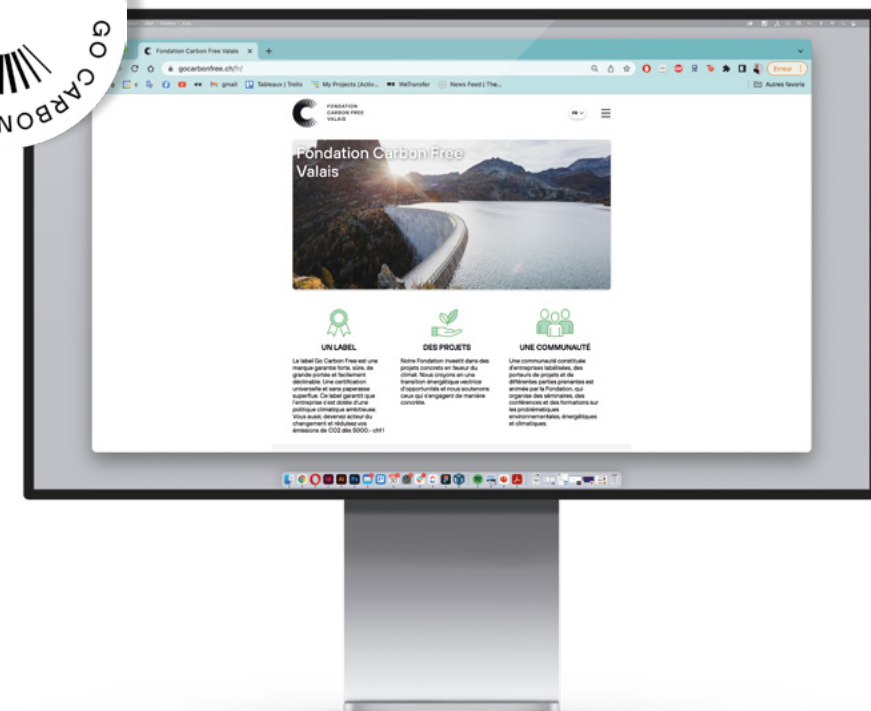 GO CARBON
Fondation Carbon Free Valais
gocarbonfree.ch/fr/
Erreur
gmail
Tableaux | Trello
My Projects (Activ...
WeTransfer
News Feed | The...
Autres favoris
FONDATION
CARBON FREE
VALAIS
FR
Fondation Carbon Free
Valais
UN LABEL
Le label Go Carbon Free est une
marque garantie forte, sûre, de
grande portée et facilement
déclinable. Une certification
universelle et sans paperasse
superflue. Ce label garantit que
l'entreprise s'est dotée d'une
politique climatique ambitieuse.
Vous aussi, devenez acteur du
changement et réduisez vos
émissions de CO2 dès 5000.- chf !
DES PROJETS
Notre Fondation investit dans des
projets concrets en faveur du
climat. Nous croyons en une
transition énergétique vectrice
d'opportunités et nous soutenons
ceux qui s'engagent de manière
concrète.
UNE COMMUNAUTÉ
Une communauté constituée
d'entreprises labélisées, des
porteurs de projets et de
différentes parties prenantes est
animée par la Fondation, qui
organise des séminaires, des
conférences et des formations sur
les problématiques
environnementales, énergétiques
et climatiques.